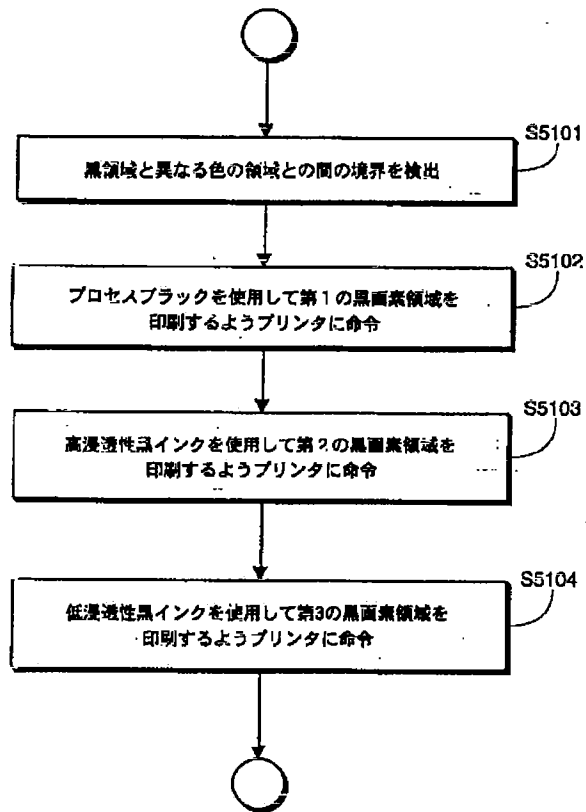 S5101
黒領域と異なる色の領域との間の境界を検出
S5102
プロセスブラックを使用して第1の黒画素領域を
印刷するようプリンタに命令
S5103
高浸透性黒インクを使用して第2の黒画素領域を
印刷するようプリンタに命令
S5104
低浸透性黒インクを使用して第3の黒画素領域を
印刷するようプリンタに命令